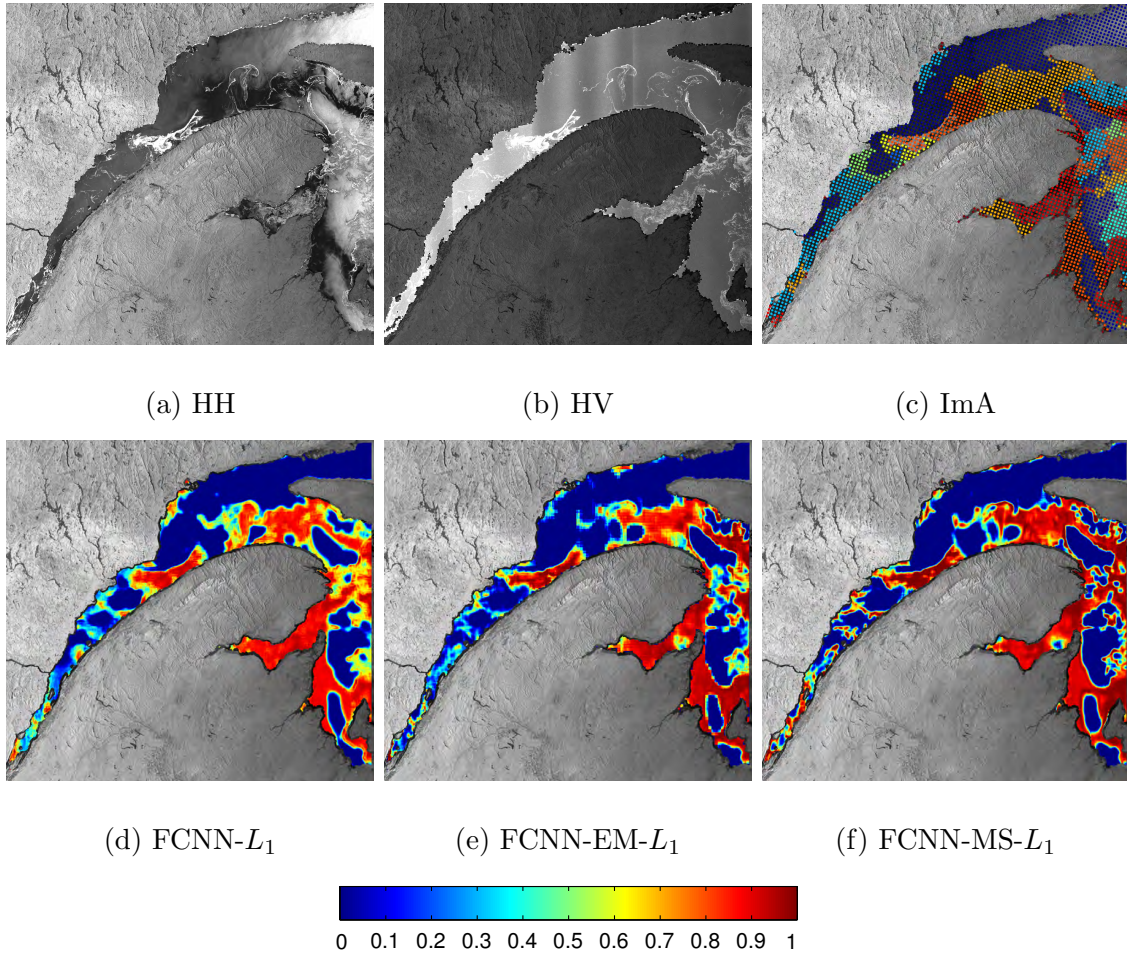 (a) HH
(b) HV
(c) ImA
(d) FCNN-L₁
(e) FCNN-EM-L₁
(f) FCNN-MS-L₁
0 0.1 0.2 0.3 0.4 0.5 0.6 0.7 0.8 0.9 1